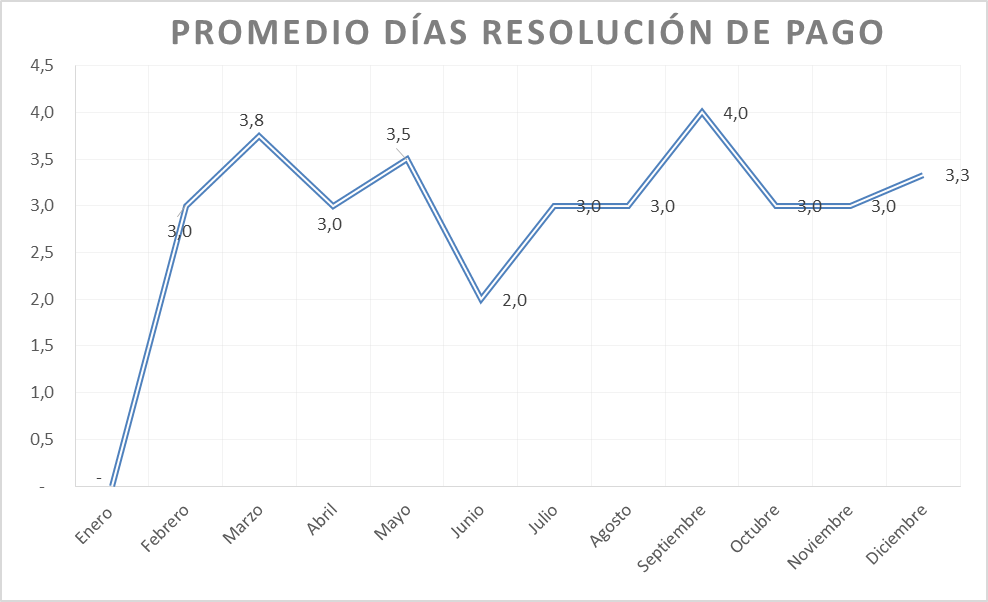 PROMEDIO DÍAS RESOLUCIÓN DE PAGO
4,5
4,0
3,5
3,0
2,5
2,0
1,5
1,0
0,5
-
-
3,0
3,8
3,0
3,5
2,0
3,0
3,0
4,0
3,0
3,0
3,3
Enero
Febrero
Marzo
Abril
Mayo
Junio
Julio
Agosto
Septiembre
Octubre
Noviembre
Diciembre